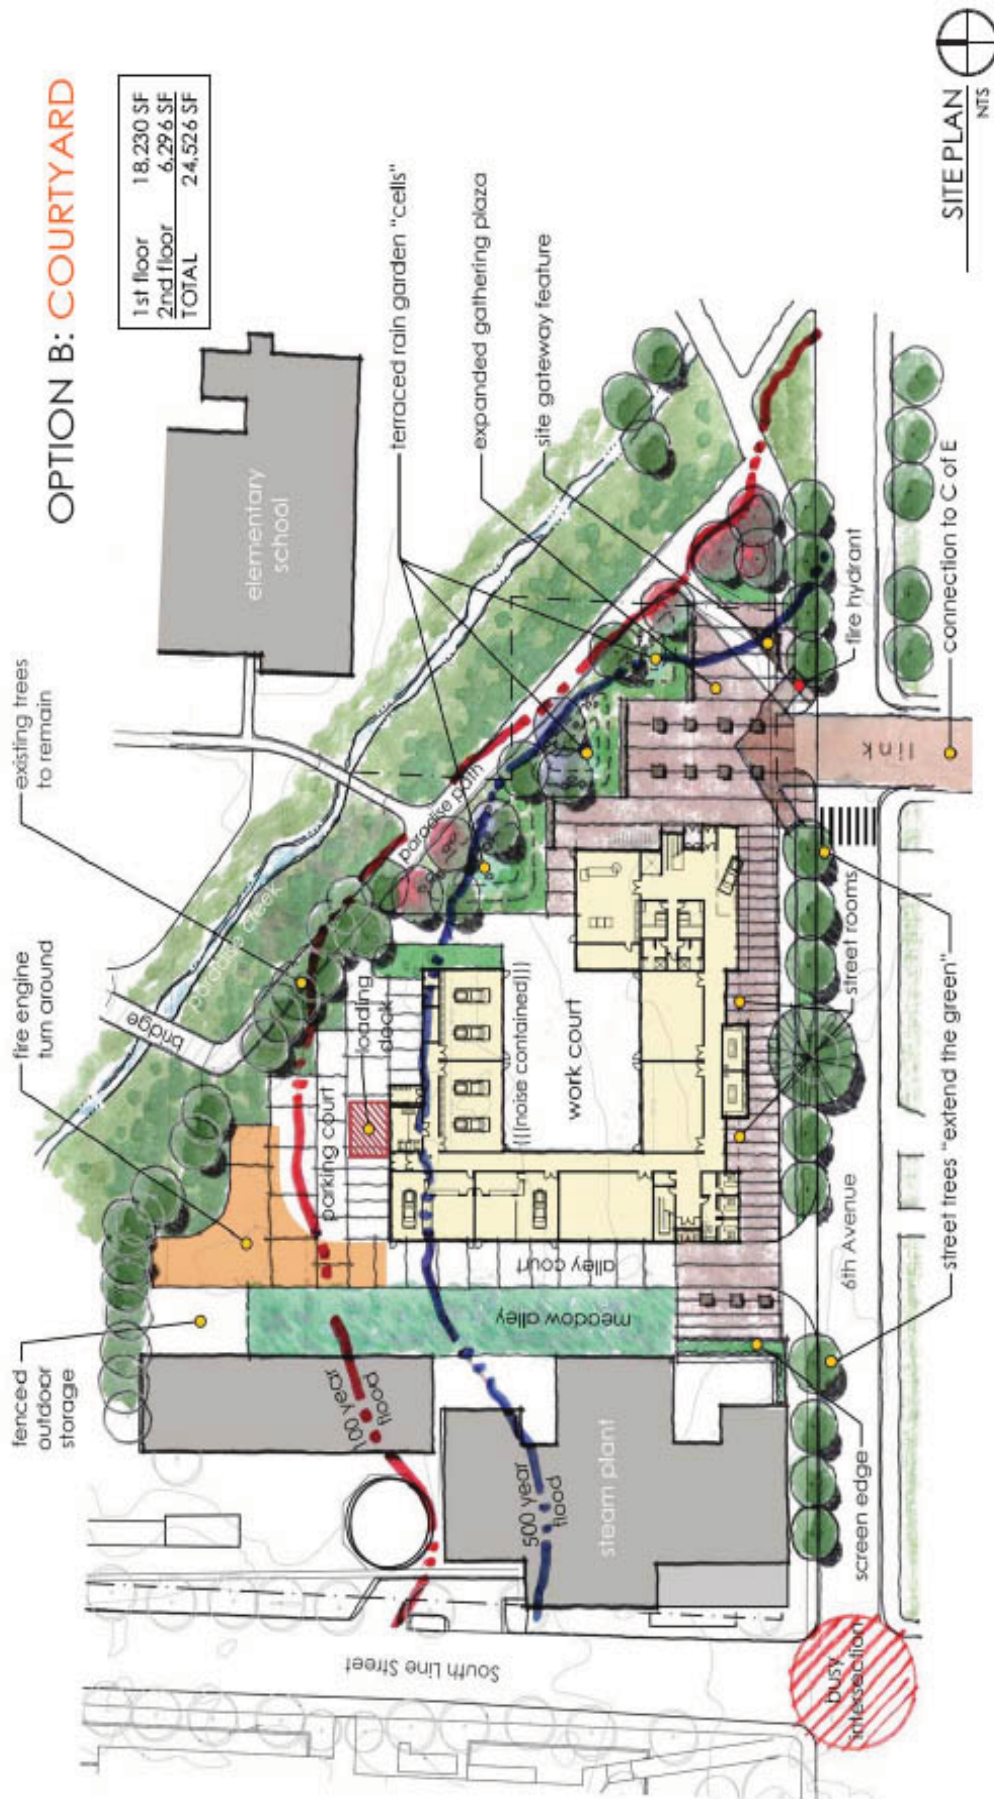 OPTION B: COURTYARD
1st floor 18,230 SF
2nd floor 6,296 SF
TOTAL 24,526 SF
fenced
outdoor
storage
fire engine
turn around
existing trees
to remain
elementary
school
terraced rain garden "cells"
expanded gathering plaza
site gateway feature
bridge
paradise creek
paradise path
parking court
loading
dock
100 year
flood
500 year
flood
steam plant
meadow alley
alley court
(((noise contained)))
work court
South Line Street
busy
intersection
screen edge
6th Avenue
street trees "extend the green"
street rooms
link
fire hydrant
connection to C of E
SITE PLAN
NTS